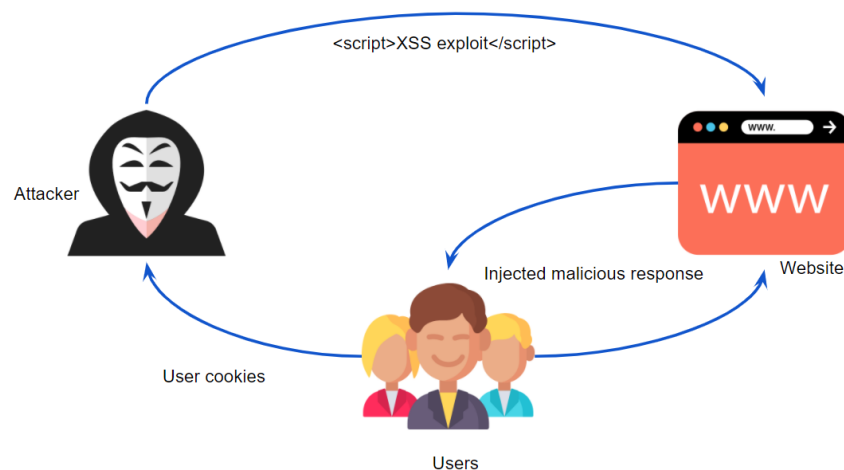 <script>XSS exploit</script>
www.
www
Attacker
Website
Injected malicious response
User cookies
Users